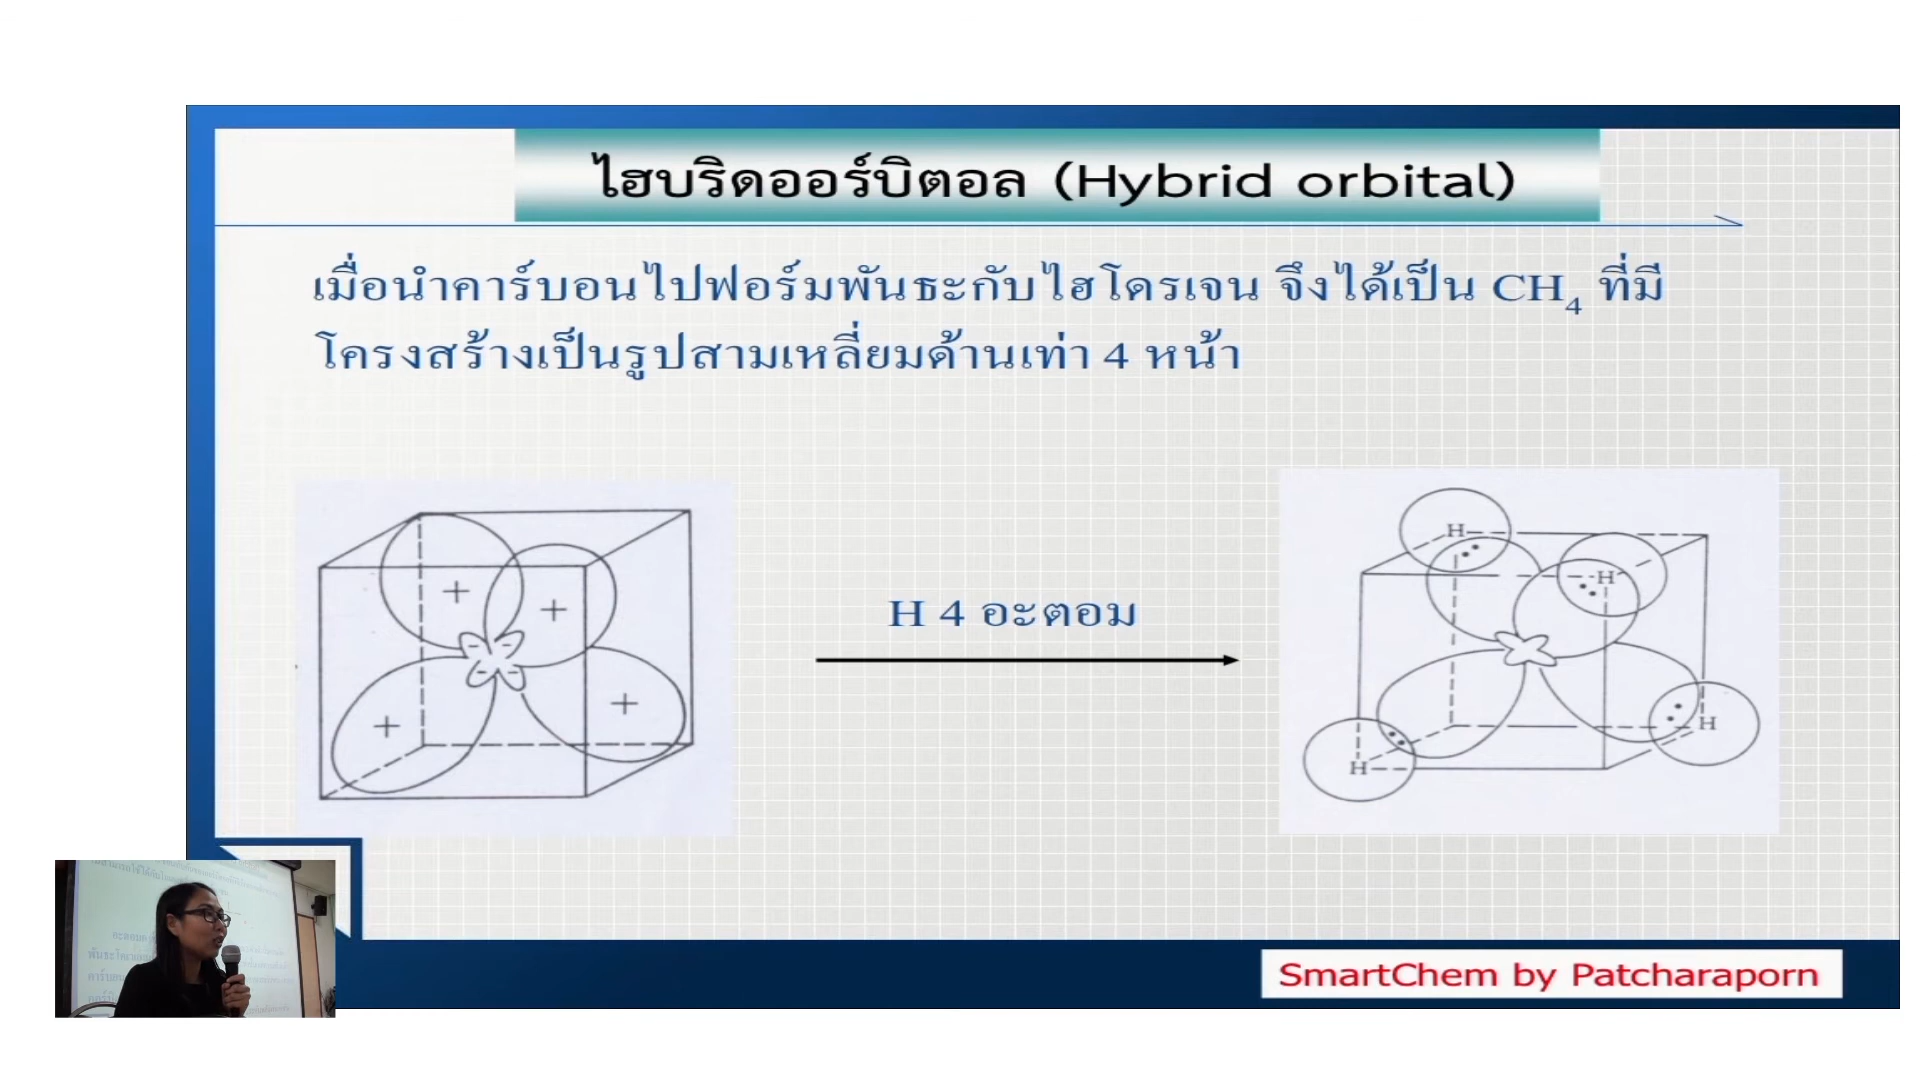 ไฮบริดออร์บิตอล (Hybrid orbital)
เมื่อนำคาร์บอนไปฟอร์มพันธะกับไฮโดรเจน จึงได้เป็น CH₄ ที่มี
โครงสร้างเป็นรูปสามเหลี่ยมด้านเท่า 4 หน้า
+
+
+
+
H 4 อะตอม
H
H
H
H
SmartChem by Patcharaporn